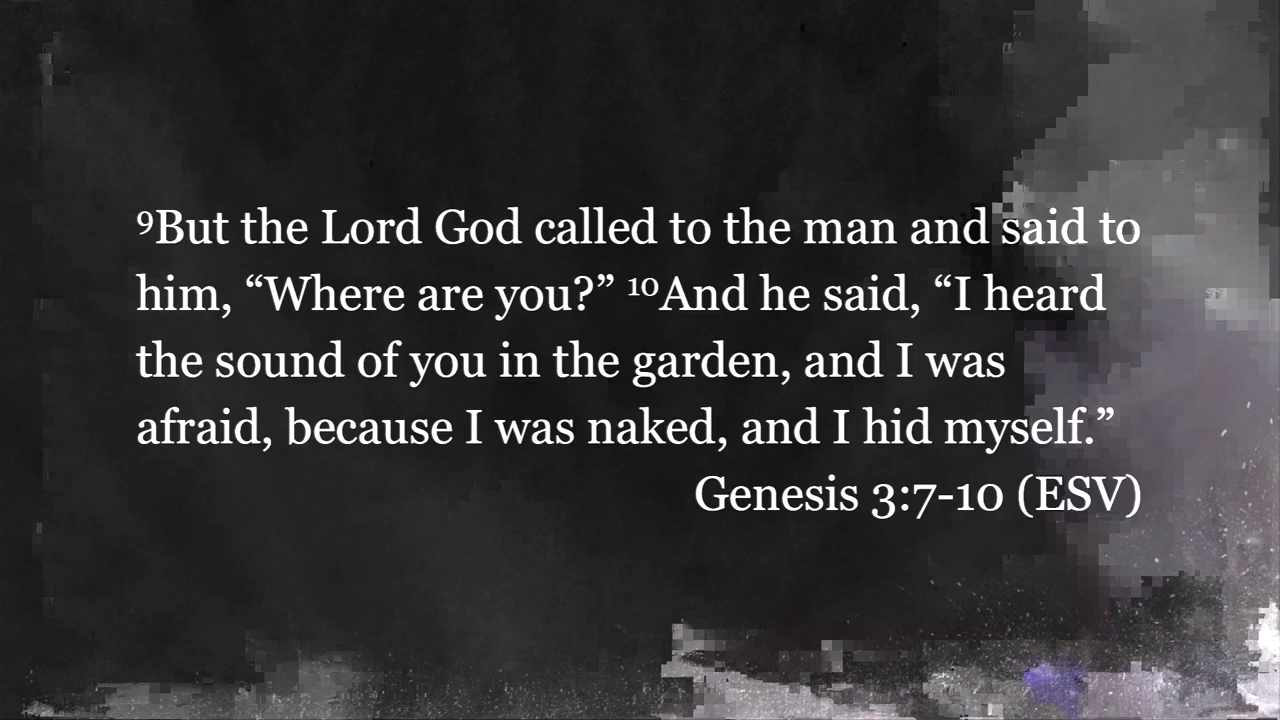 ⁹But the Lord God called to the man and said to
him, “Where are you?” ¹⁰And he said, “I heard
the sound of you in the garden, and I was
afraid, because I was naked, and I hid myself.”
Genesis 3:7-10 (ESV)